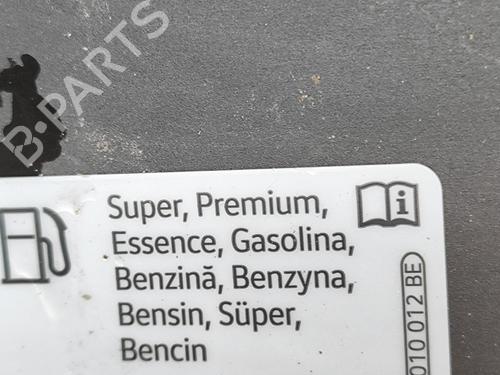 B-PARTS
Super, Premium,
Essence, Gasolina,
Benzină, Benzyna,
Bensin, Süper,
Bencin
010 012 BE